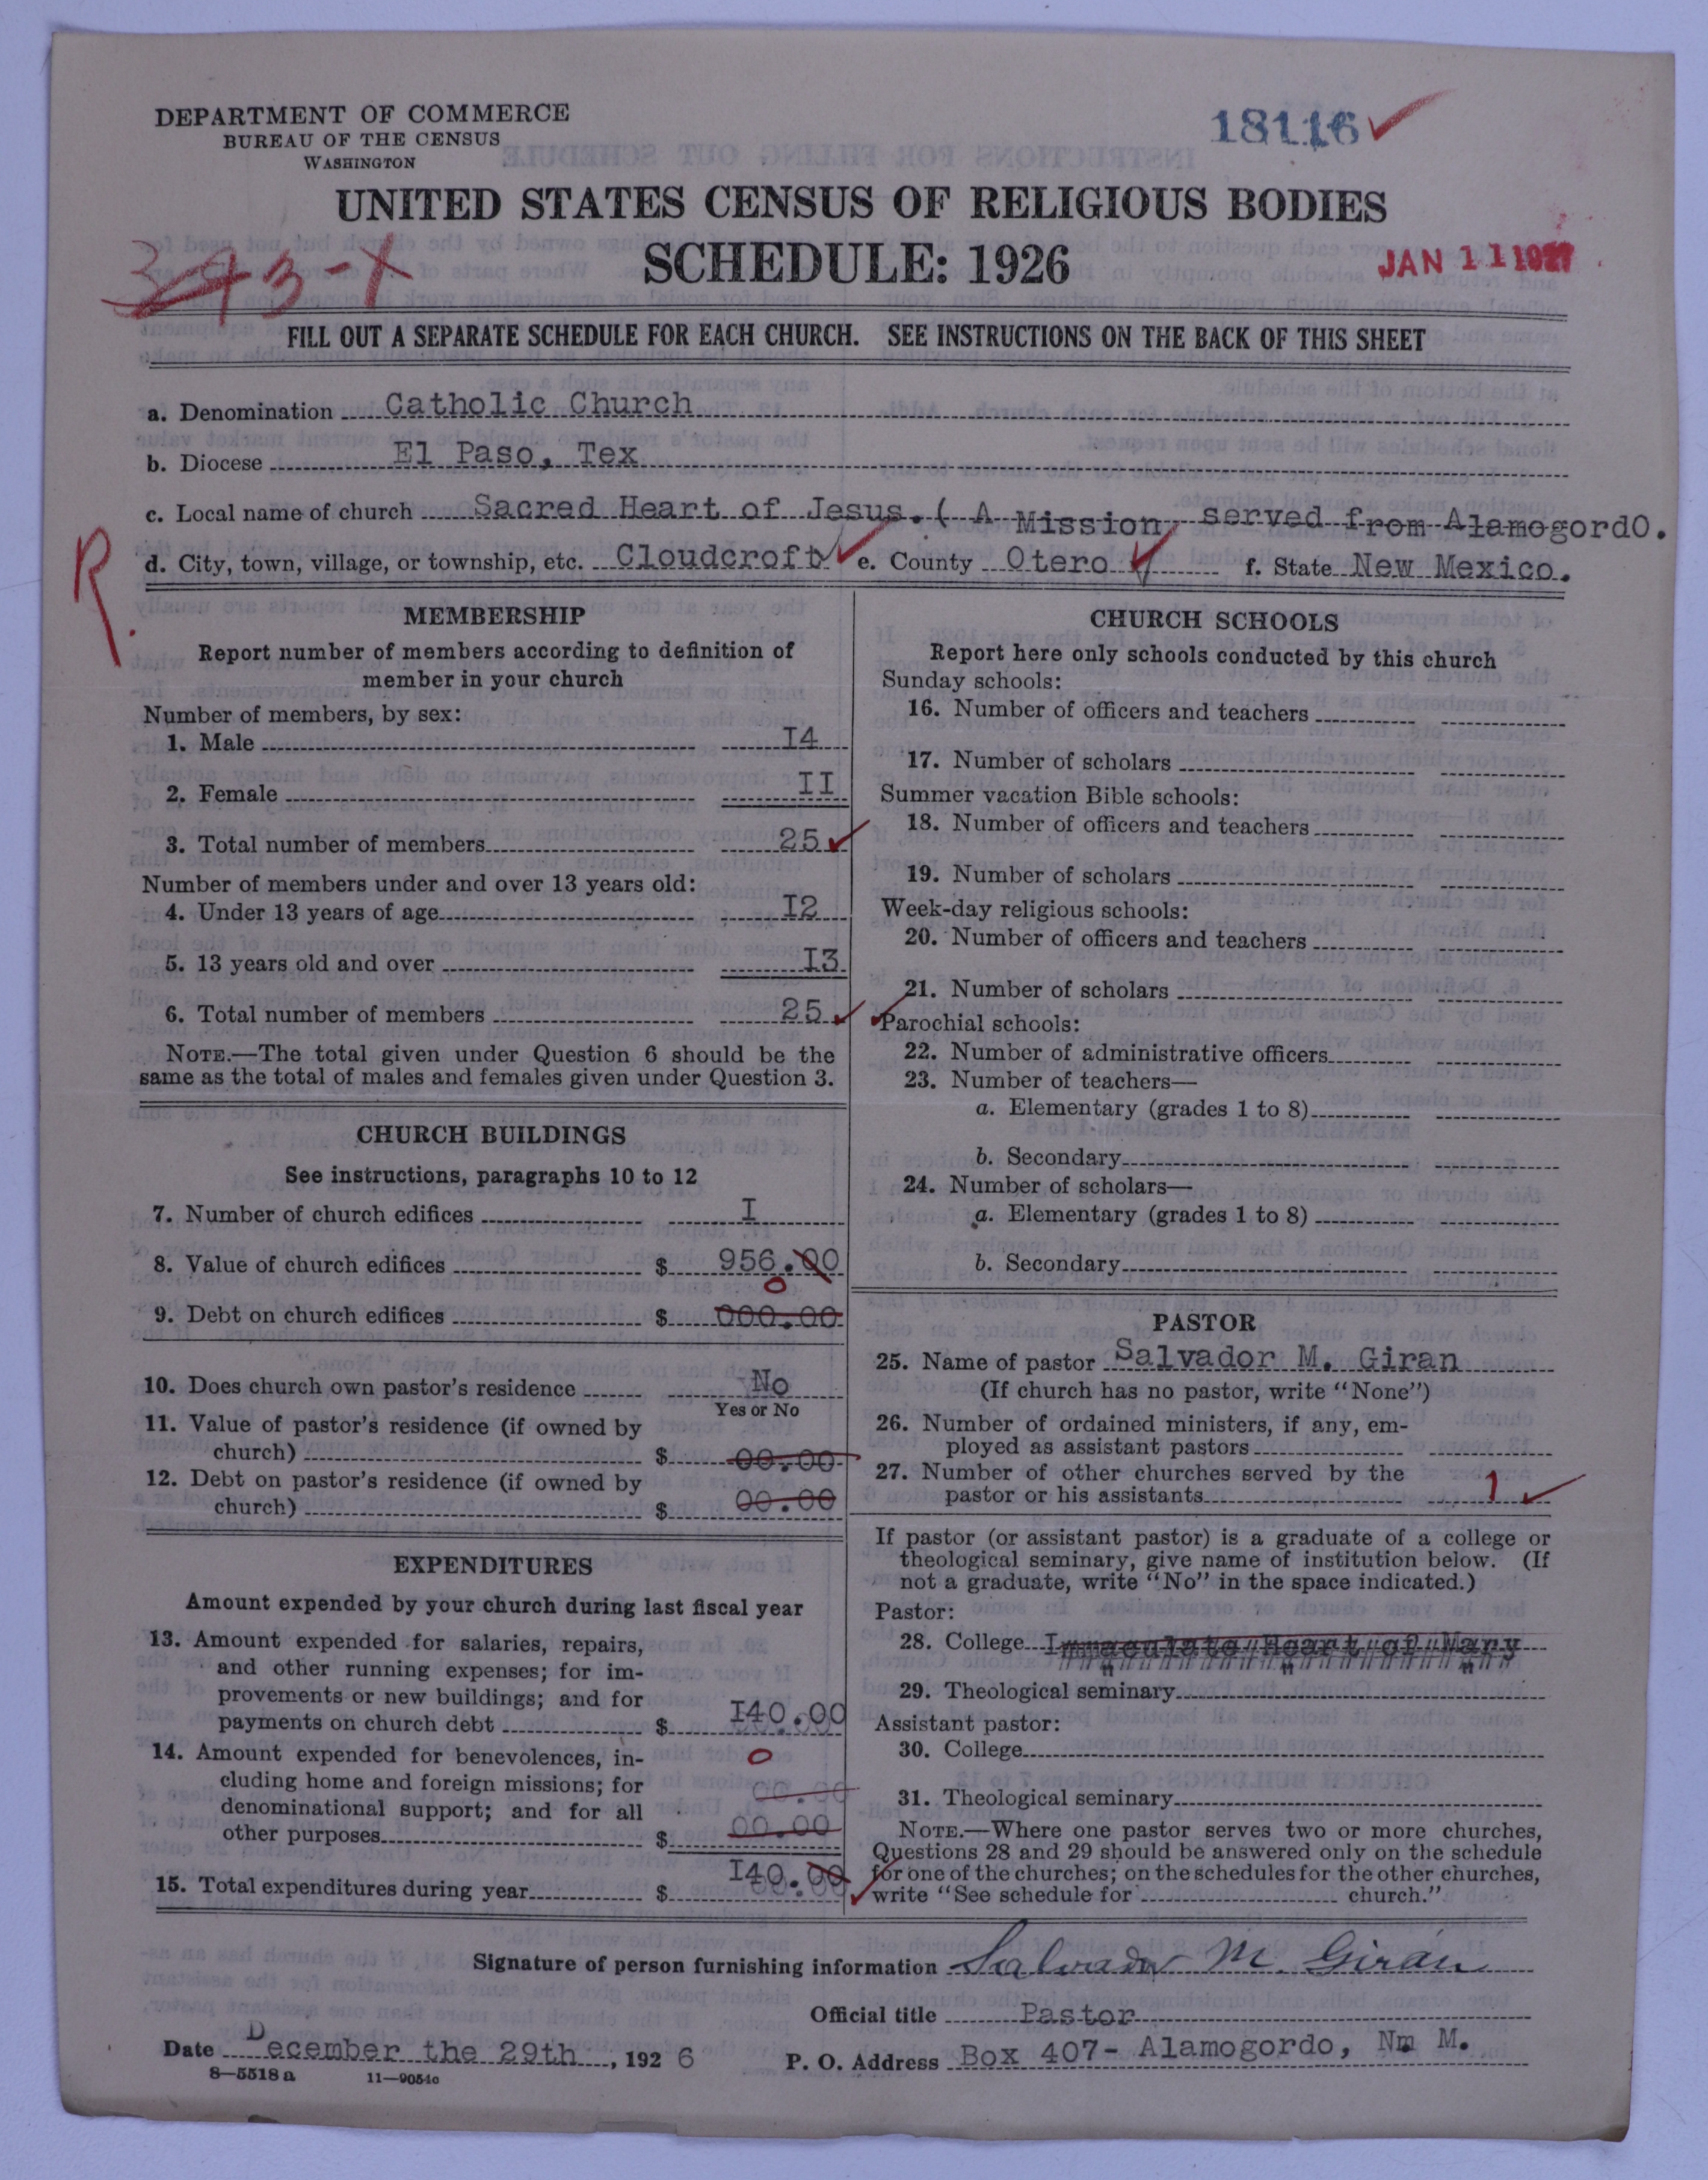 DEPARTMENT OF COMMERCE
BUREAU OF THE CENSUS
WASHINGTON
18116
UNITED STATES CENSUS OF RELIGIOUS BODIES
SCHEDULE: 1926
343-X
JAN 11 1927
FILL OUT A SEPARATE SCHEDULE FOR EACH CHURCH. SEE INSTRUCTIONS ON THE BACK OF THIS SHEET
a. Denomination Catholic Church
b. Diocese El Paso, Tex
c. Local name of church Sacred Heart of Jesus. ( A Mission, served from AlamogordO.
R.
d. City, town, village, or township, etc. Cloudcroft e. County Otero f. State New Mexico.
MEMBERSHIP
Report number of members according to definition of
member in your church
Number of members, by sex:
1. Male I4
2. Female II
3. Total number of members 25
Number of members under and over 13 years old:
4. Under 13 years of age I2
5. 13 years old and over I3
6. Total number of members 25
NOTE.—The total given under Question 6 should be the
same as the total of males and females given under Question 3.
CHURCH BUILDINGS
See instructions, paragraphs 10 to 12
7. Number of church edifices I
8. Value of church edifices $ 956.00
0
9. Debt on church edifices $ 000.00
10. Does church own pastor's residence No
Yes or No
11. Value of pastor's residence (if owned by
church) $ 00.00
12. Debt on pastor's residence (if owned by
church) $ 00.00
EXPENDITURES
Amount expended by your church during last fiscal year
13. Amount expended for salaries, repairs,
and other running expenses; for im-
provements or new buildings; and for
payments on church debt $ I40.00
14. Amount expended for benevolences, in- 0
cluding home and foreign missions; for 00.00
denominational support; and for all 00.00
other purposes $
15. Total expenditures during year $ I40.00
CHURCH SCHOOLS
Report here only schools conducted by this church
Sunday schools:
16. Number of officers and teachers
17. Number of scholars
Summer vacation Bible schools:
18. Number of officers and teachers
19. Number of scholars
Week-day religious schools:
20. Number of officers and teachers
21. Number of scholars
Parochial schools:
22. Number of administrative officers
23. Number of teachers—
a. Elementary (grades 1 to 8)
b. Secondary
24. Number of scholars—
a. Elementary (grades 1 to 8)
b. Secondary
PASTOR
25. Name of pastor Salvador M. Giran
(If church has no pastor, write "None")
26. Number of ordained ministers, if any, em-
ployed as assistant pastors
27. Number of other churches served by the
pastor or his assistants 1
If pastor (or assistant pastor) is a graduate of a college or
theological seminary, give name of institution below. (If
not a graduate, write "No" in the space indicated.)
Pastor:
28. College Immaculate Heart of Mary
29. Theological seminary
Assistant pastor:
30. College
31. Theological seminary
NOTE.—Where one pastor serves two or more churches,
Questions 28 and 29 should be answered only on the schedule
for one of the churches; on the schedules for the other churches,
write "See schedule for church."
Signature of person furnishing information Salvador M. Girán
Official title Pastor
Date December the 29th, 1926 P. O. Address Box 407- Alamogordo, Nm M.
8—5518 a 11—9054c